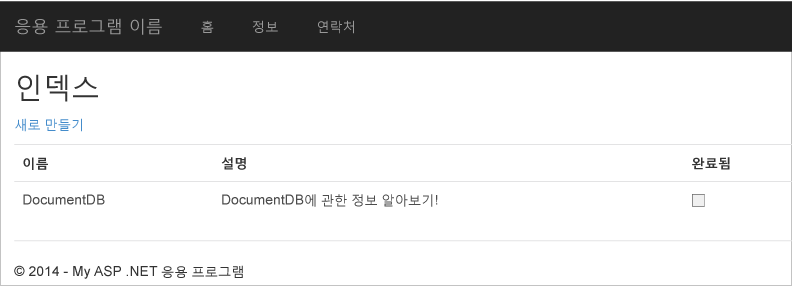 응용 프로그램 이름 홈 정보 연락처
인덱스
새로 만들기
이름 설명 완료됨
DocumentDB DocumentDB에 관한 정보 알아보기!
© 2014 - My ASP .NET 응용 프로그램